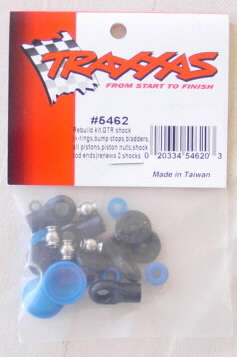 TRAXXAS
FROM START TO FINISH
#5462
Rebuild kit,GTR shock
-rings,bump stops,bladders,
all pistons,piston nuts,shock
rod ends)(renews 2 shocks
0 20334 54620 3
Made in Taiwan